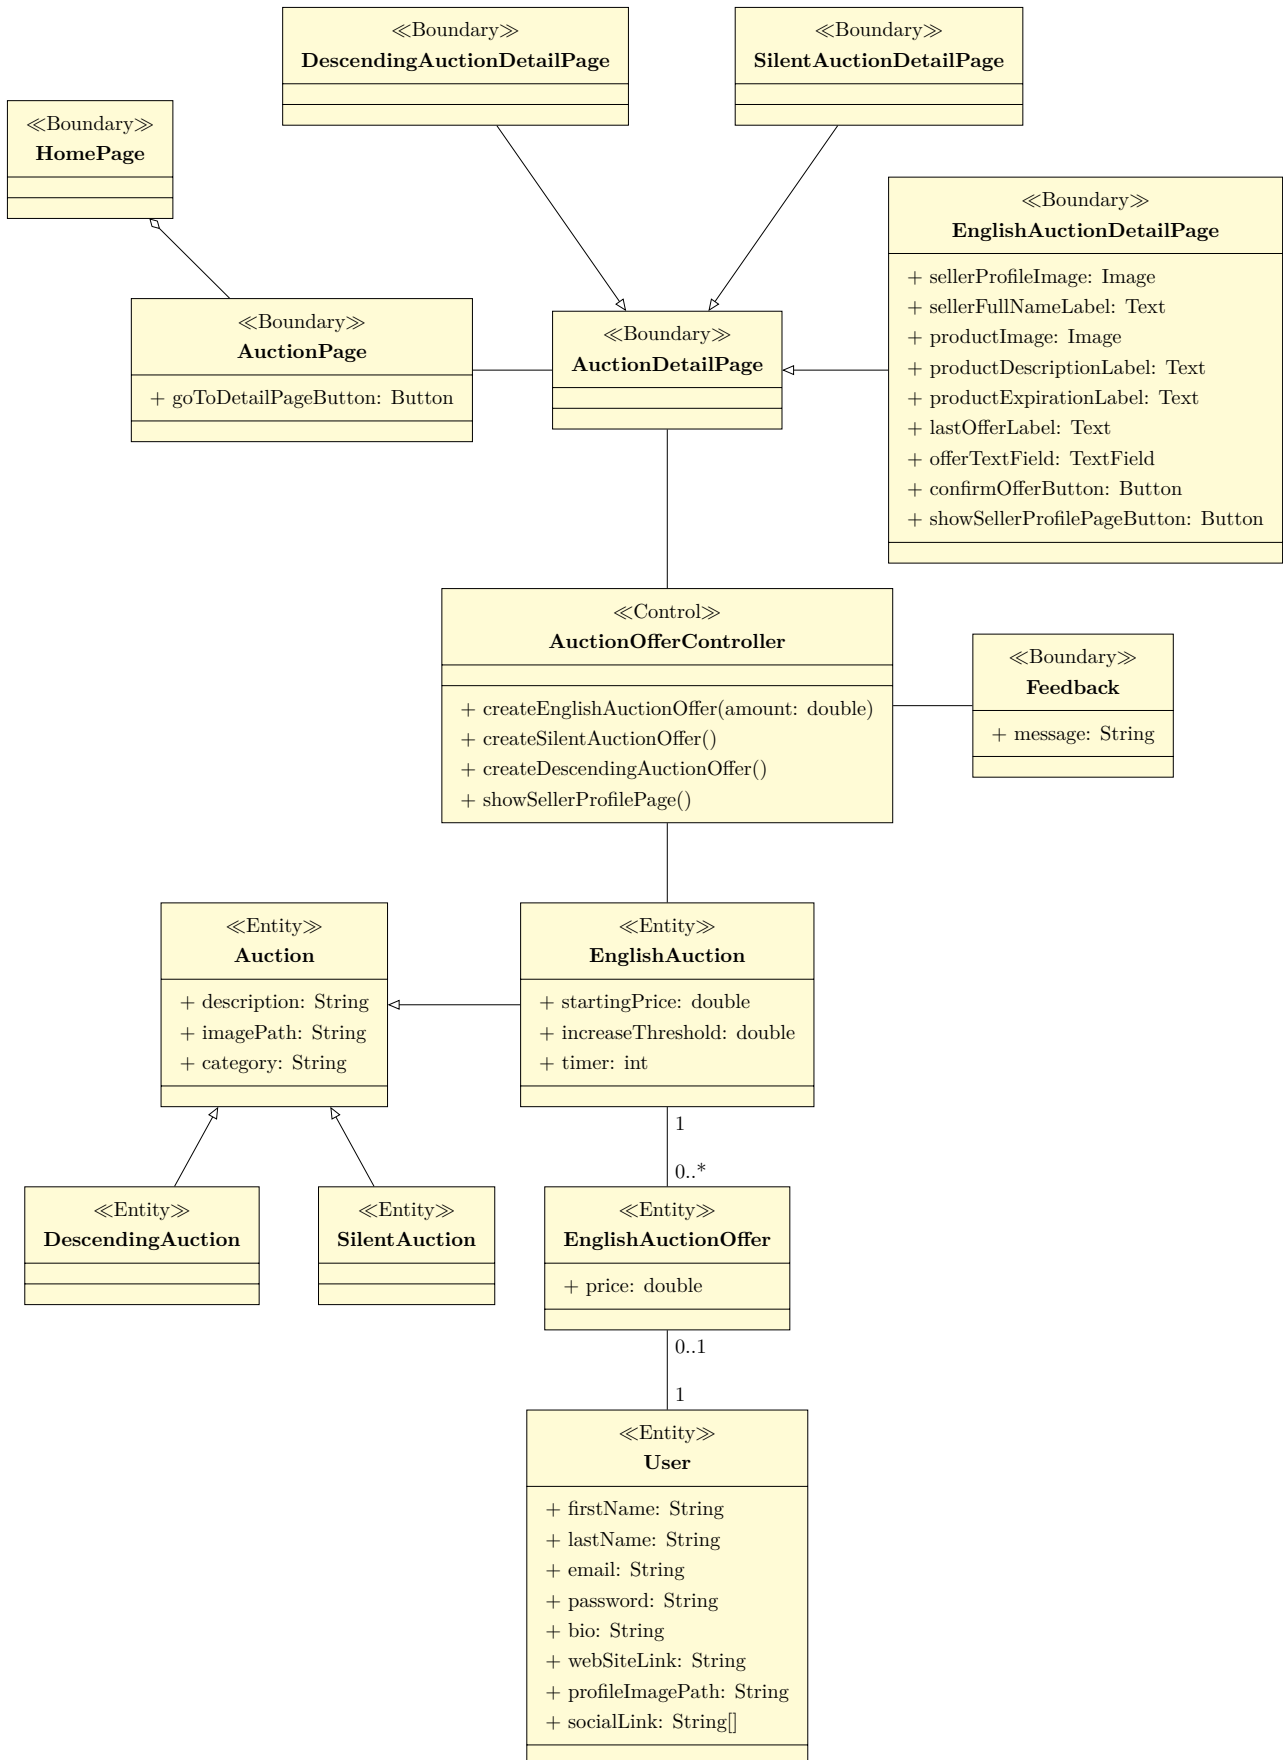 ≪Boundary≫
DescendingAuctionDetailPage
≪Boundary≫
SilentAuctionDetailPage
≪Boundary≫
HomePage
≪Boundary≫
EnglishAuctionDetailPage
+ sellerProfileImage: Image
+ sellerFullNameLabel: Text
+ productImage: Image
+ productDescriptionLabel: Text
+ productExpirationLabel: Text
+ lastOfferLabel: Text
+ offerTextField: TextField
+ confirmOfferButton: Button
+ showSellerProfilePageButton: Button
≪Boundary≫
AuctionPage
+ goToDetailPageButton: Button
≪Boundary≫
AuctionDetailPage
≪Control≫
AuctionOfferController
+ createEnglishAuctionOffer(amount: double)
+ createSilentAuctionOffer()
+ createDescendingAuctionOffer()
+ showSellerProfilePage()
≪Boundary≫
Feedback
+ message: String
≪Entity≫
Auction
+ description: String
+ imagePath: String
+ category: String
≪Entity≫
EnglishAuction
+ startingPrice: double
+ increaseThreshold: double
+ timer: int
1
0..*
≪Entity≫
DescendingAuction
≪Entity≫
SilentAuction
≪Entity≫
EnglishAuctionOffer
+ price: double
0..1
1
≪Entity≫
User
+ firstName: String
+ lastName: String
+ email: String
+ password: String
+ bio: String
+ webSiteLink: String
+ profileImagePath: String
+ socialLink: String[]